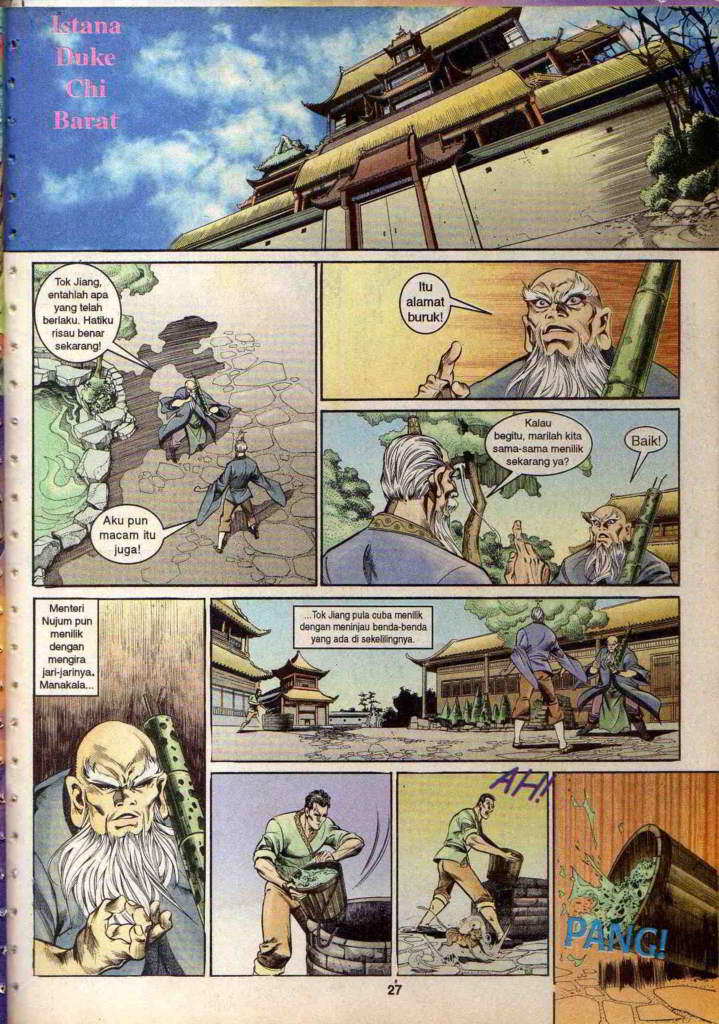 Istana
Duke
Chi
Barat
Tok Jiang,
entahlah apa
yang telah
berlaku. Hatiku
risau benar
sekarang!
Aku pun
macam itu
juga!
Itu
alamat
buruk!
Kalau
begitu, marilah kita
sama-sama menilik
sekarang ya?
Baik!
Menteri
Nujum pun
menilik
dengan
mengira
jari-jarinya.
Manakala...
...Tok Jiang pula cuba menilik
dengan meninjau benda-benda
yang ada di sekelilingnya.
AH!
PANG!
27